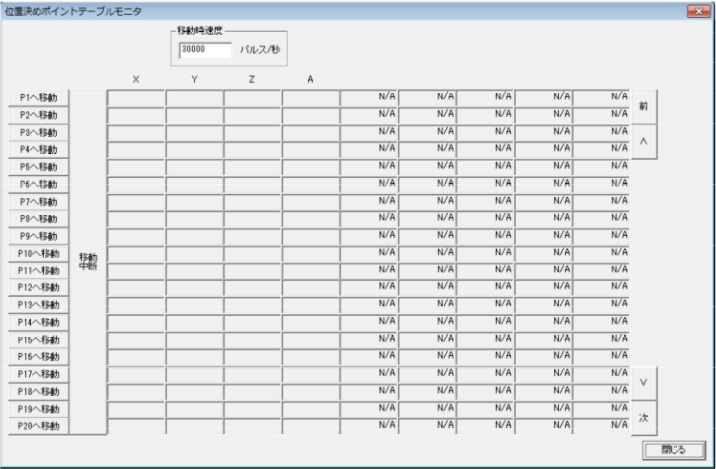 位置決めポイントテーブルモニタ
移動時速度
30000 パルス/秒
X Y Z A
P1へ移動 N/A N/A N/A N/A N/A 前
P2へ移動 N/A N/A N/A N/A N/A
P3へ移動 N/A N/A N/A N/A N/A
P4へ移動 N/A N/A N/A N/A N/A ∧
P5へ移動 N/A N/A N/A N/A N/A
P6へ移動 N/A N/A N/A N/A N/A
P7へ移動 N/A N/A N/A N/A N/A
P8へ移動 N/A N/A N/A N/A N/A
P9へ移動 N/A N/A N/A N/A N/A
P10へ移動 移動 N/A N/A N/A N/A N/A
P11へ移動 中断 N/A N/A N/A N/A N/A
P12へ移動 N/A N/A N/A N/A N/A
P13へ移動 N/A N/A N/A N/A N/A
P14へ移動 N/A N/A N/A N/A N/A
P15へ移動 N/A N/A N/A N/A N/A
P16へ移動 N/A N/A N/A N/A N/A
P17へ移動 N/A N/A N/A N/A N/A ∨
P18へ移動 N/A N/A N/A N/A N/A
P19へ移動 N/A N/A N/A N/A N/A 次
P20へ移動 N/A N/A N/A N/A N/A
閉じる